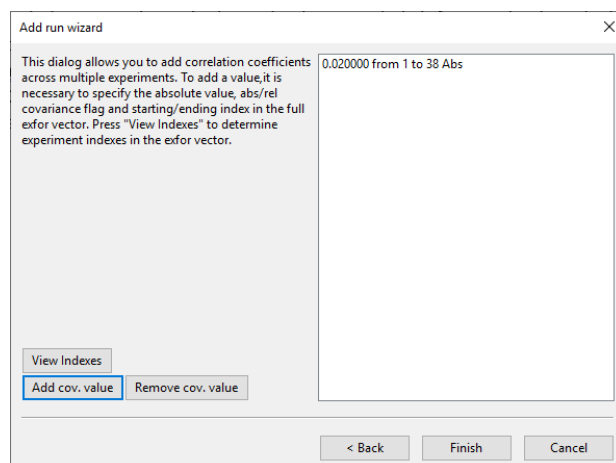 Add run wizard
This dialog allows you to add correlation coefficients
across multiple experiments. To add a value,it is
necessary to specify the absolute value, abs/rel
covariance flag and starting/ending index in the full
exfor vector. Press "View Indexes" to determine
experiment indexes in the exfor vector.
0.020000 from 1 to 38 Abs
View Indexes
Add cov. value
Remove cov. value
< Back
Finish
Cancel